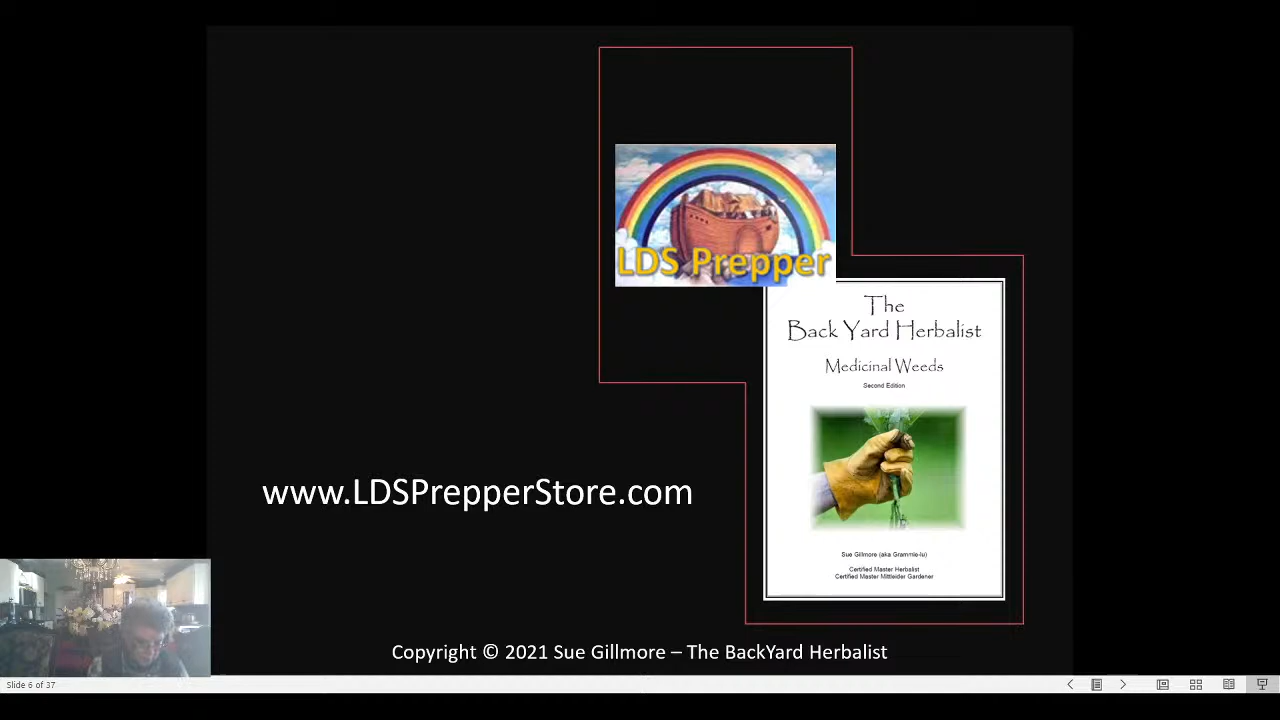 LDS Prepper
The
Back Yard Herbalist
Medicinal Weeds
Second Edition
www.LDSPrepperStore.com
Sue Gillmore (aka Grammie-lu)
Certified Master Herbalist
Certified Master Mittleider Gardener
Copyright © 2021 Sue Gillmore – The BackYard Herbalist
Slide 6 of 37